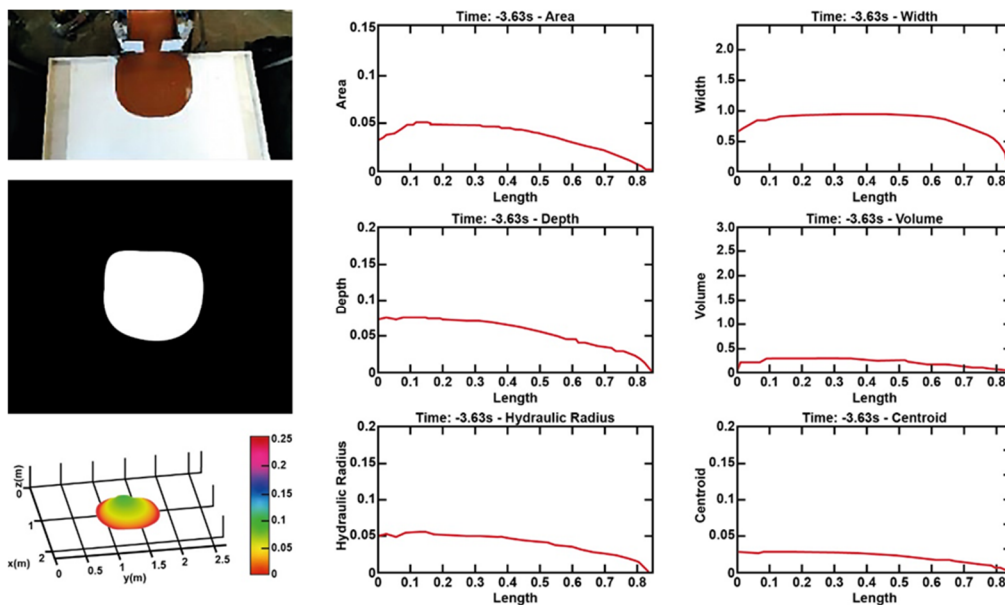 Time: -3.63s - Area
0.15
0.1
0.05
0
Area
0 0.1 0.2 0.3 0.4 0.5 0.6 0.7 0.8
Length
Time: -3.63s - Width
2.0
1.5
1.0
0.5
0
Width
0 0.1 0.2 0.3 0.4 0.5 0.6 0.7 0.8
Length
Time: -3.63s - Depth
0.2
0.15
0.1
0.05
0
Depth
0 0.1 0.2 0.3 0.4 0.5 0.6 0.7 0.8
Length
Time: -3.63s - Volume
3.0
2.5
2.0
1.5
1.0
0.5
0
Volume
0 0.1 0.2 0.3 0.4 0.5 0.6 0.7 0.8
Length
0.25
0.2
0.15
0.1
0.05
0
z(m)
0
1
2
x(m)
0 0.5 1 1.5 2 2.5
y(m)
Time: -3.63s - Hydraulic Radius
0.2
0.15
0.1
0.05
0
Hydraulic Radius
0 0.1 0.2 0.3 0.4 0.5 0.6 0.7 0.8
Length
Time: -3.63s - Centroid
0.2
0.15
0.1
0.05
0
Centroid
0 0.1 0.2 0.3 0.4 0.5 0.6 0.7 0.8
Length